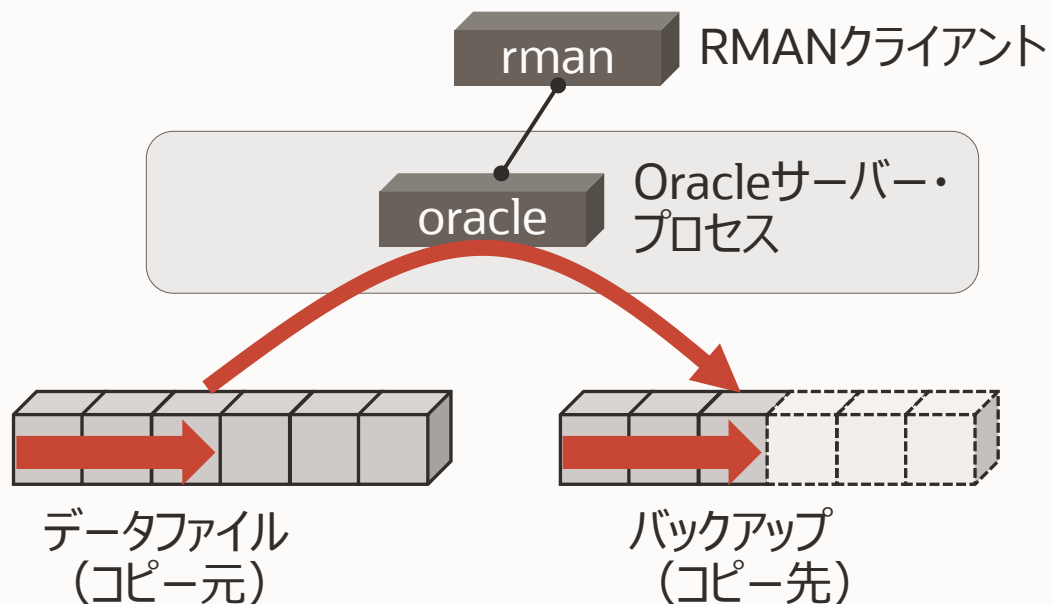 rman
RMANクライアント
oracle
Oracleサーバー・
プロセス
データファイル
（コピー元）
バックアップ
（コピー先）